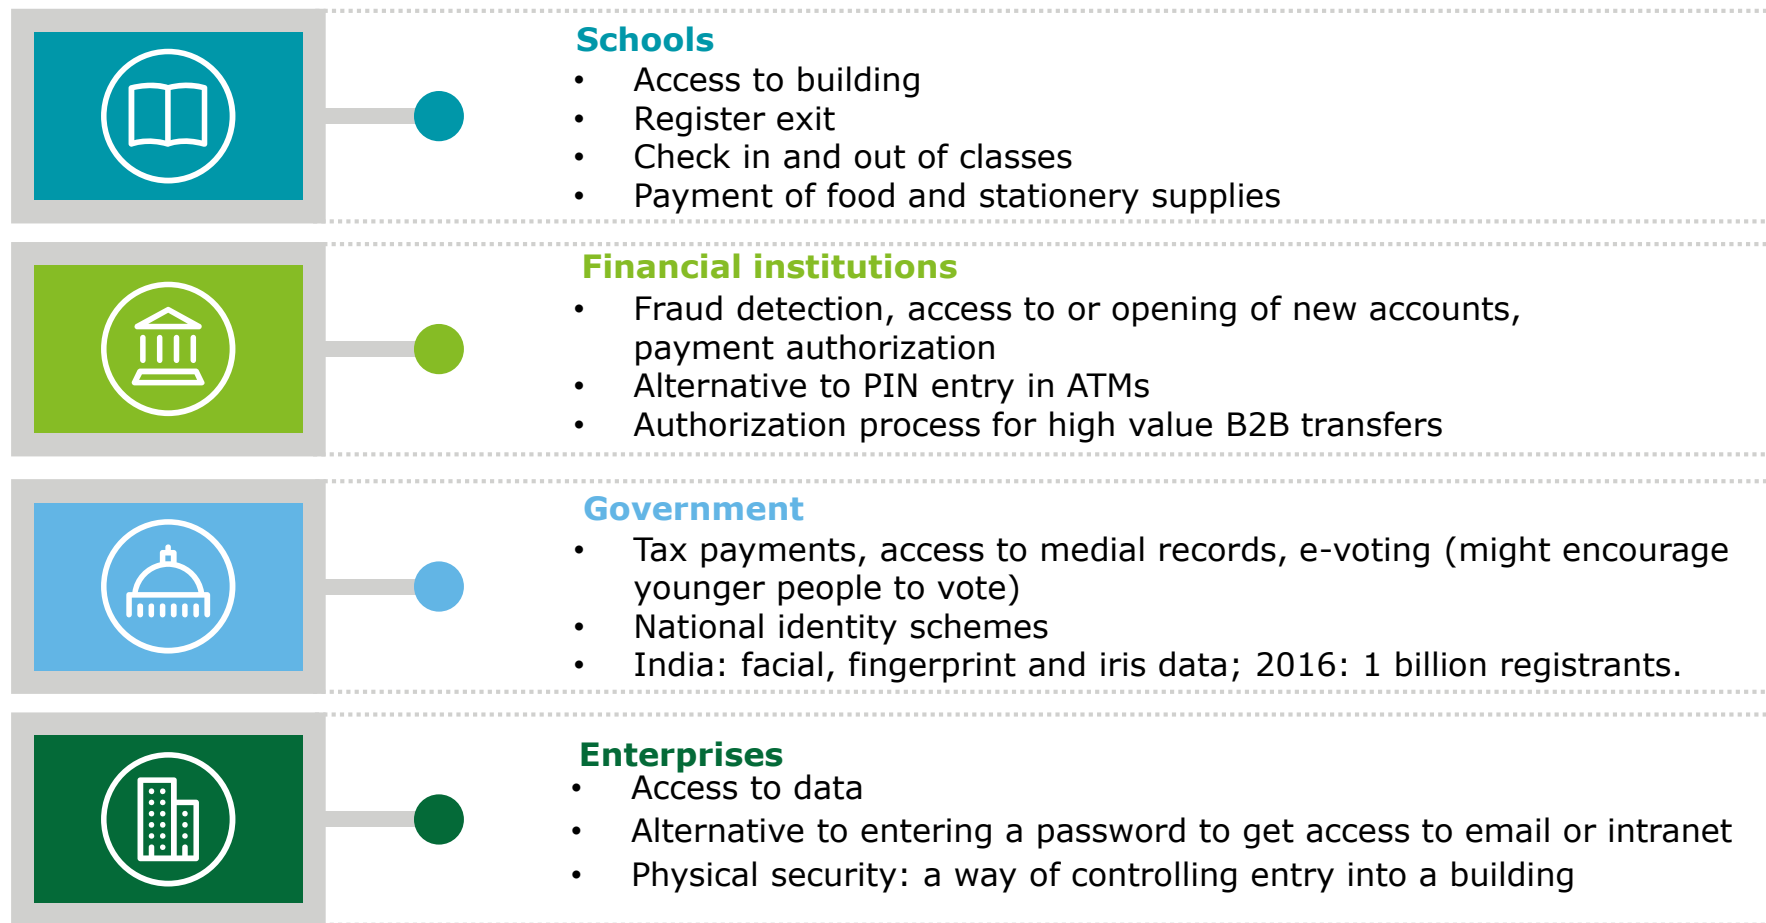 Schools
• Access to building
• Register exit
• Check in and out of classes
• Payment of food and stationery supplies
Financial institutions
• Fraud detection, access to or opening of new accounts,
payment authorization
• Alternative to PIN entry in ATMs
• Authorization process for high value B2B transfers
Government
• Tax payments, access to medial records, e-voting (might encourage
younger people to vote)
• National identity schemes
• India: facial, fingerprint and iris data; 2016: 1 billion registrants.
Enterprises
• Access to data
• Alternative to entering a password to get access to email or intranet
• Physical security: a way of controlling entry into a building